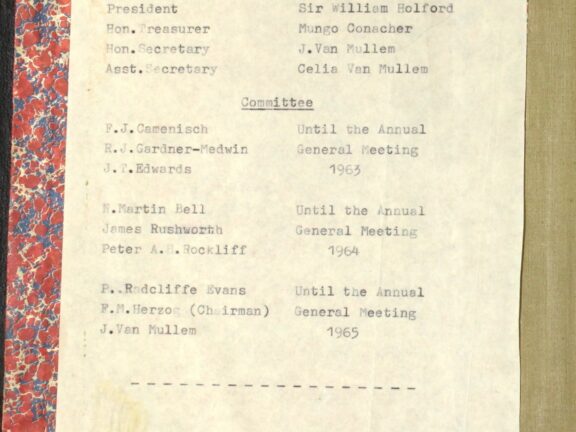 President Sir William Holford
Hon.Treasurer Mungo Conacher
Hon.Secretary J.Van Mullem
Asst.Secretary Celia Van Mullem
Committee
F.J.Camenisch Until the Annual
R.J.Gardner-Medwin General Meeting
J.T.Edwards 1963
N.Martin Bell Until the Annual
James Rushworth General Meeting
Peter A.H.Rockliff 1964
P..Radcliffe Evans Until the Annual
F.M.Herzog (Chairman) General Meeting
J.Van Mullem 1965